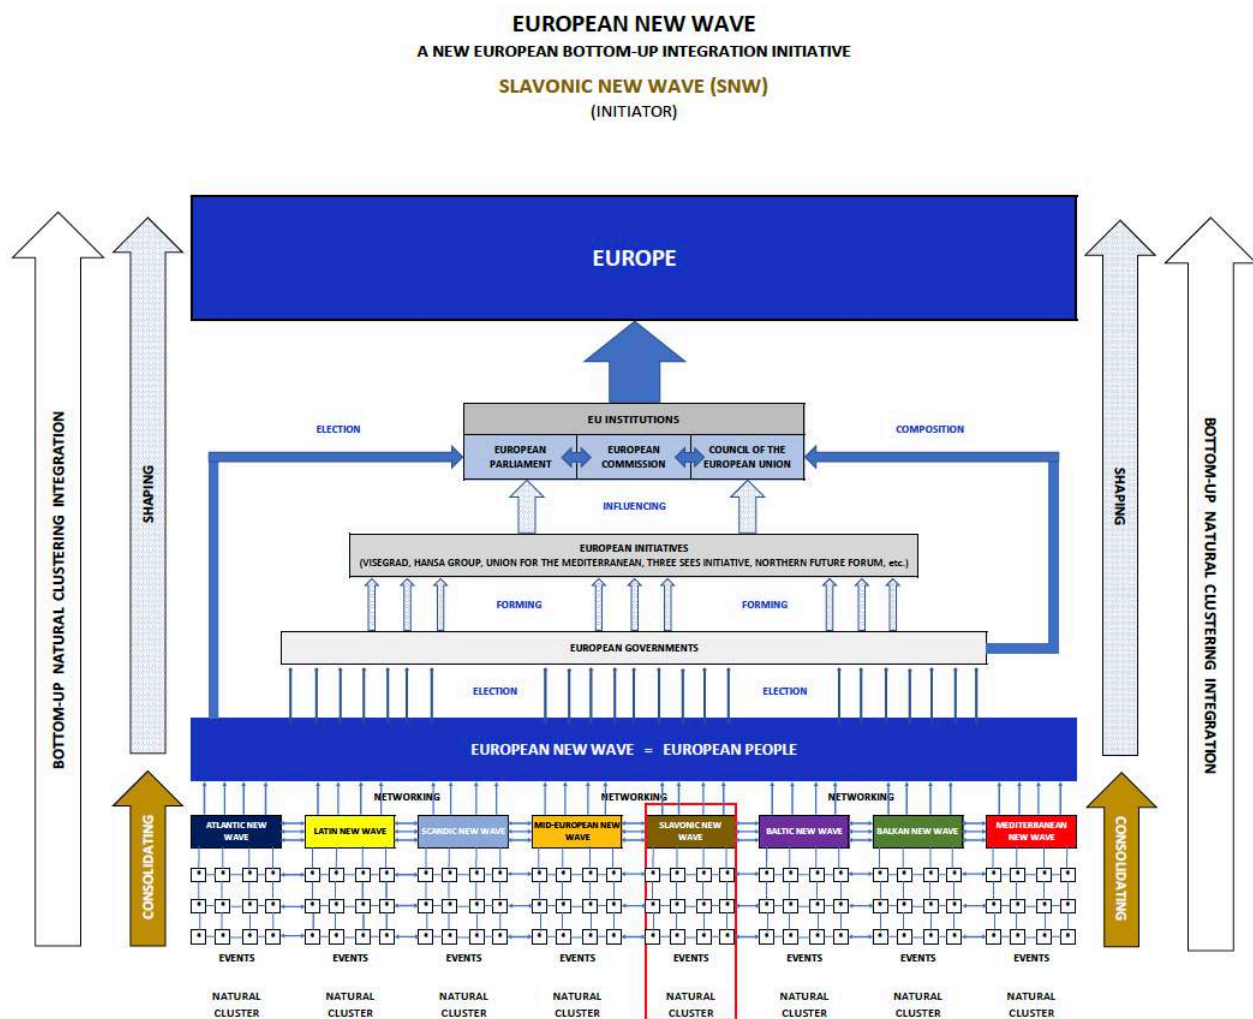 EUROPEAN NEW WAVE
A NEW EUROPEAN BOTTOM-UP INTEGRATION INITIATIVE
SLAVONIC NEW WAVE (SNW)
(INITIATOR)
EUROPE
BOTTOM-UP NATURAL CLUSTERING INTEGRATION
SHAPING
SHAPING
BOTTOM-UP NATURAL CLUSTERING INTEGRATION
EU INSTITUTIONS
ELECTION
COMPOSITION
EUROPEAN PARLIAMENT
EUROPEAN COMMISSION
COUNCIL OF THE EUROPEAN UNION
INFLUENCING
EUROPEAN INITIATIVES
(VISEGRAD, HANSA GROUP, UNION FOR THE MEDITERRANEAN, THREE SEES INITIATIVE, NORTHERN FUTURE FORUM, etc.)
FORMING
FORMING
EUROPEAN GOVERNMENTS
ELECTION
ELECTION
EUROPEAN NEW WAVE = EUROPEAN PEOPLE
CONSOLIDATING
CONSOLIDATING
NETWORKING
NETWORKING
NETWORKING
ATLANTIC NEW WAVE
LATIN NEW WAVE
SCANDIC NEW WAVE
MID-EUROPEAN NEW WAVE
SLAVONIC NEW WAVE
BALTIC NEW WAVE
BALKAN NEW WAVE
MEDITERRANEAN NEW WAVE
EVENTS
EVENTS
EVENTS
EVENTS
EVENTS
EVENTS
EVENTS
EVENTS
NATURAL CLUSTER
NATURAL CLUSTER
NATURAL CLUSTER
NATURAL CLUSTER
NATURAL CLUSTER
NATURAL CLUSTER
NATURAL CLUSTER
NATURAL CLUSTER